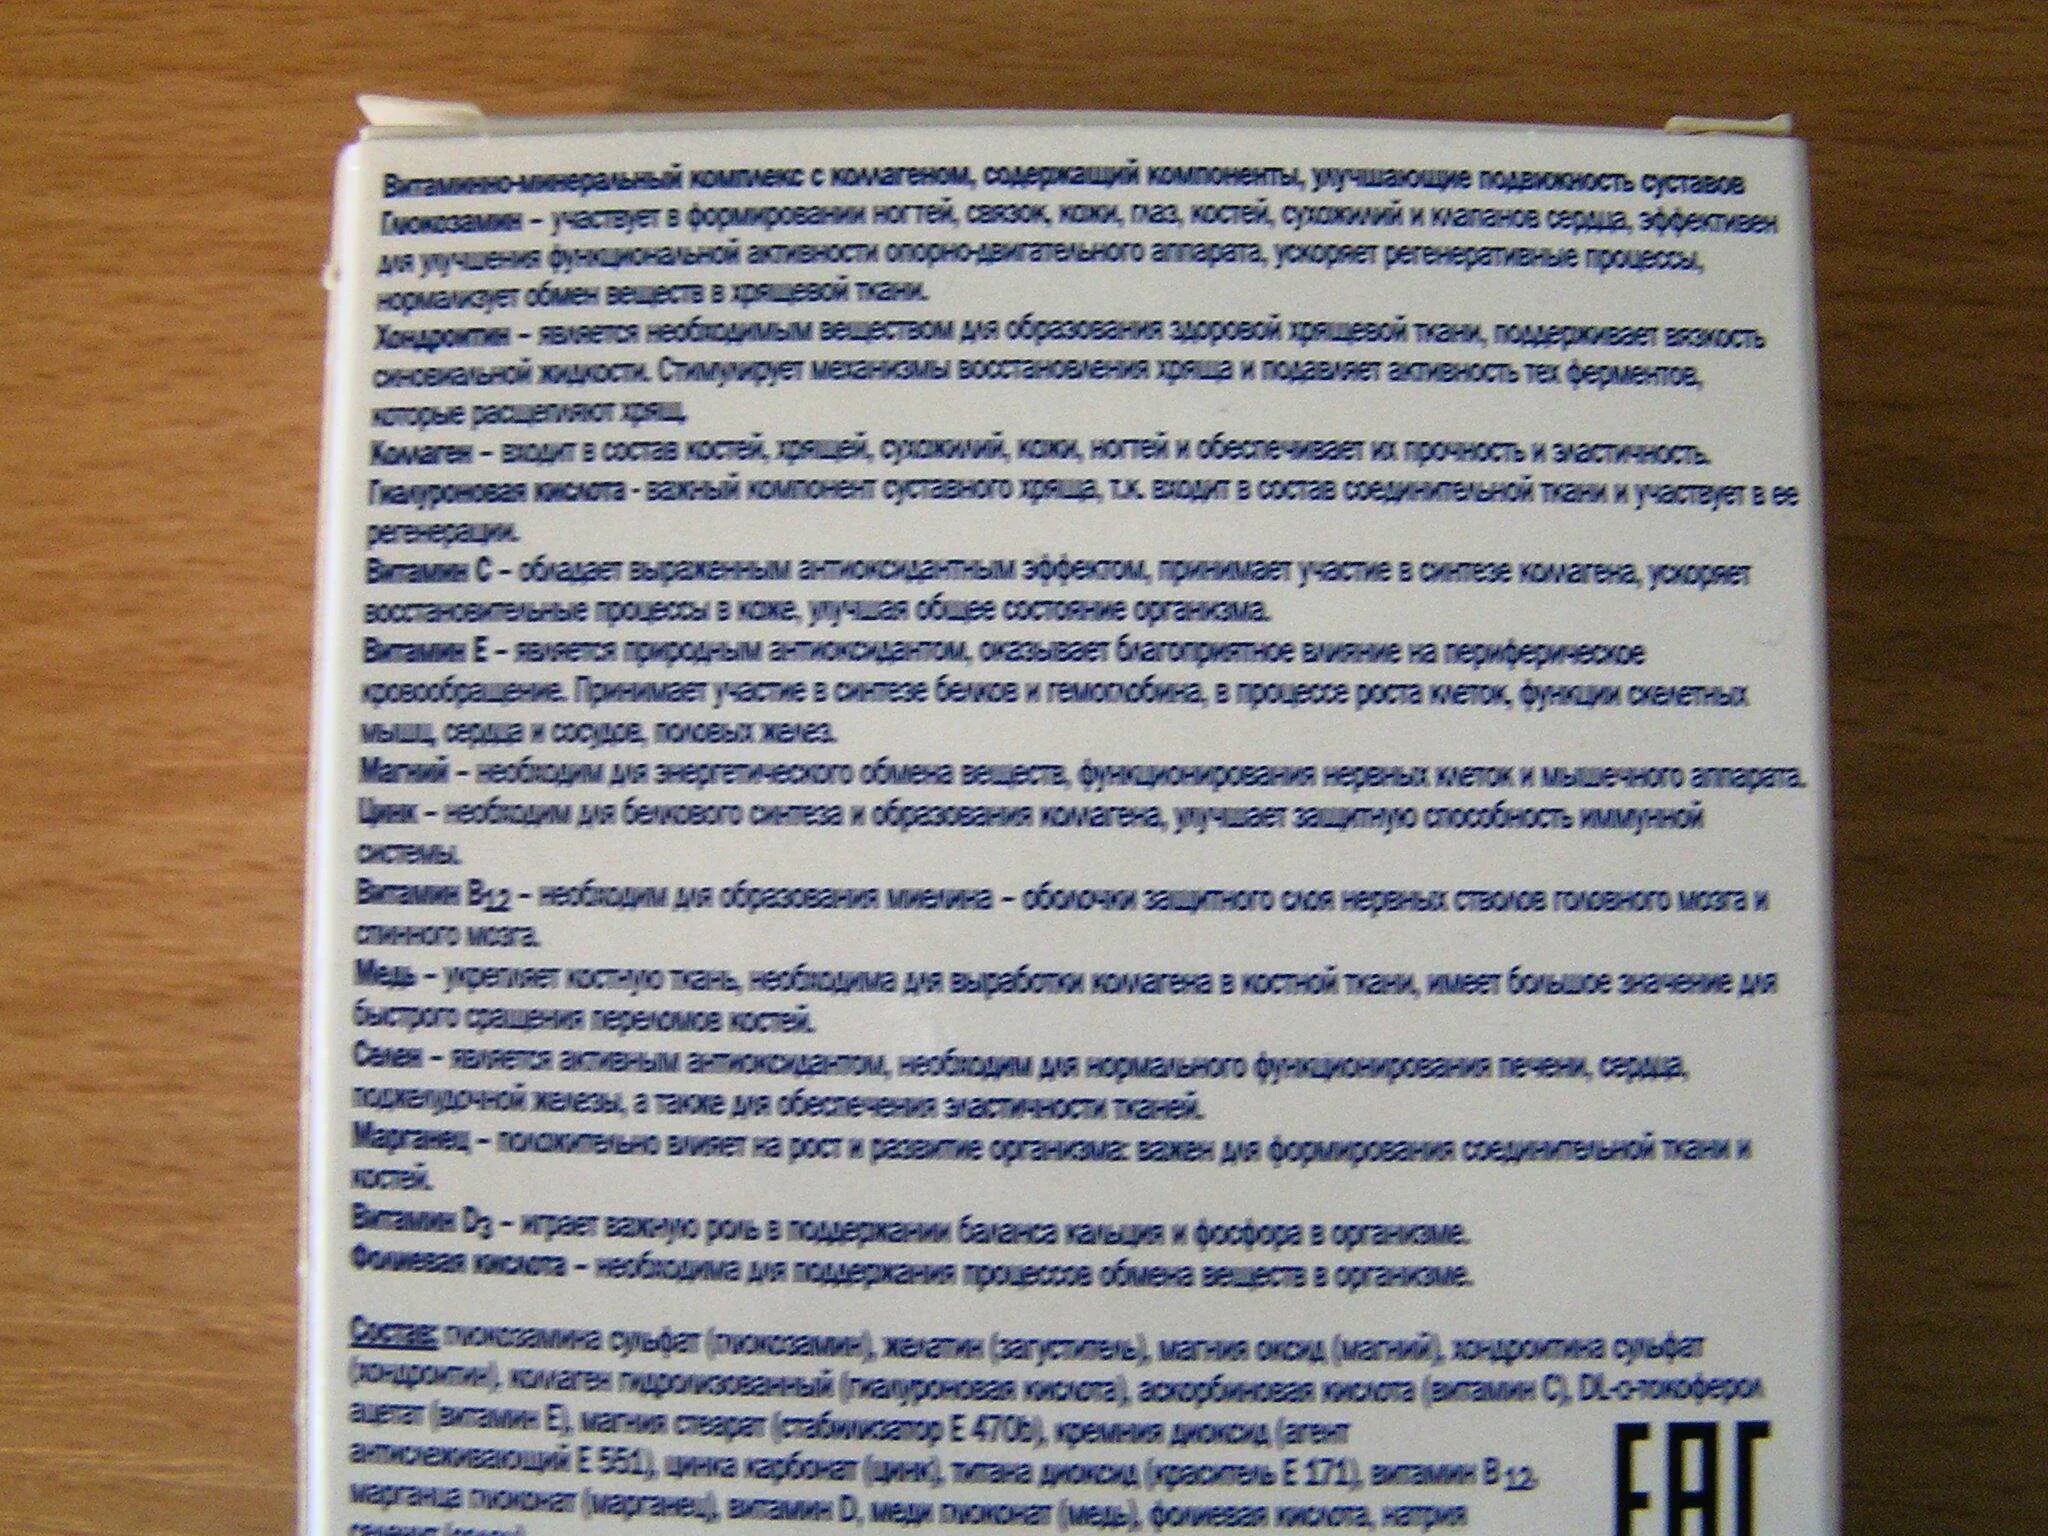 Витаминно-минеральный комплекс с коллагеном, содержащий компоненты, улучшающие подвижность суставов
Глюкозамин – участвует в формировании ногтей, связок, кожи, глаз, костей, сухожилий и клапанов сердца, эффективен
для улучшения функциональной активности опорно-двигательного аппарата, ускоряет регенеративные процессы,
нормализует обмен веществ в хрящевой ткани.
Хондроитин – является необходимым веществом для образования здоровой хрящевой ткани, поддерживает вязкость
синовиальной жидкости. Стимулирует механизмы восстановления хряща и подавляет активность тех ферментов,
которые расщепляют хрящ.
Коллаген – входит в состав костей, хрящей, сухожилий, кожи, ногтей и обеспечивает их прочность и эластичность.
Гиалуроновая кислота - важный компонент суставного хряща, т.к. входит в состав соединительной ткани и участвует в ее
регенерации.
Витамин С – обладает выраженным антиоксидантным эффектом, принимает участие в синтезе коллагена, ускоряет
восстановительные процессы в коже, улучшая общее состояние организма.
Витамин Е – является природным антиоксидантом, оказывает благоприятное влияние на периферическое
кровообращение. Принимает участие в синтезе белков и гемоглобина, в процессе роста клеток, функции скелетных
мышц, сердца и сосудов, половых желез.
Магний – необходим для энергетического обмена веществ, функционирования нервных клеток и мышечного аппарата.
Цинк – необходим для белкового синтеза и образования коллагена, улучшает защитную способность иммунной
системы.
Витамин В12 – необходим для образования миелина – оболочки защитного слоя нервных стволов головного мозга и
спинного мозга.
Медь – укрепляет костную ткань, необходима для выработки коллагена в костной ткани, имеет большое значение для
быстрого сращения переломов костей.
Селен – является активным антиоксидантом, необходим для нормального функционирования печени, сердца,
поджелудочной железы, а также для обеспечения эластичности тканей.
Марганец – положительно влияет на рост и развитие организма: важен для формирования соединительной ткани и
костей.
Витамин D3 – играет важную роль в поддержании баланса кальция и фосфора в организме.
Фолиевая кислота – необходима для поддержания процессов обмена веществ в организме.
Состав: глюкозамина сульфат (глюкозамин), желатин (загуститель), магния оксид (магний), хондроитина сульфат
(хондроитин), коллаген гидролизованный (гиалуроновая кислота), аскорбиновая кислота (витамин С), токоферол
ацетат (витамин Е), магния стеарат (стабилизатор Е 470b), кремния диоксид (агент
антислеживающий Е 551), цинка карбонат (цинк), титана диоксид (краситель Е 171), витамин В12,
марганца глюконат (марганец), витамин D, меди глюконат (медь), фолиевая кислота, натрия
EAC